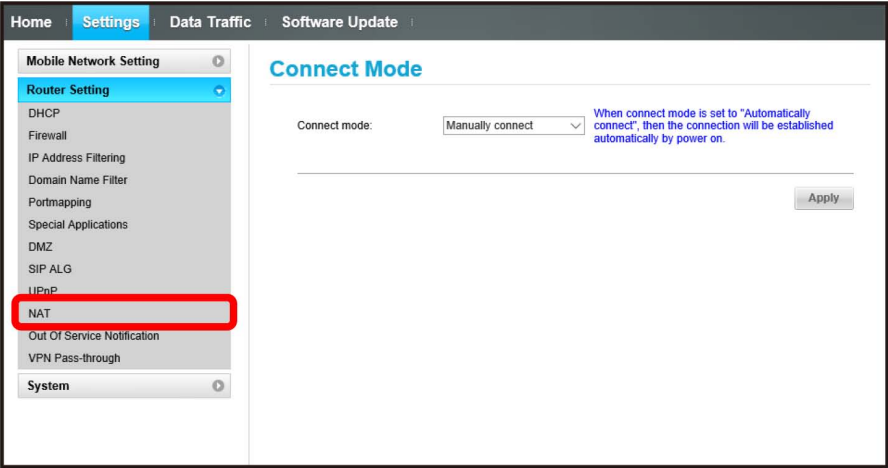 Home Settings Data Traffic Software Update
Mobile Network Setting
Router Setting
DHCP
Firewall
IP Address Filtering
Domain Name Filter
Portmapping
Special Applications
DMZ
SIP ALG
UPnP
NAT
Out Of Service Notification
VPN Pass-through
System
Connect Mode
Connect mode: Manually connect
When connect mode is set to "Automatically
connect", then the connection will be established
automatically by power on.
Apply